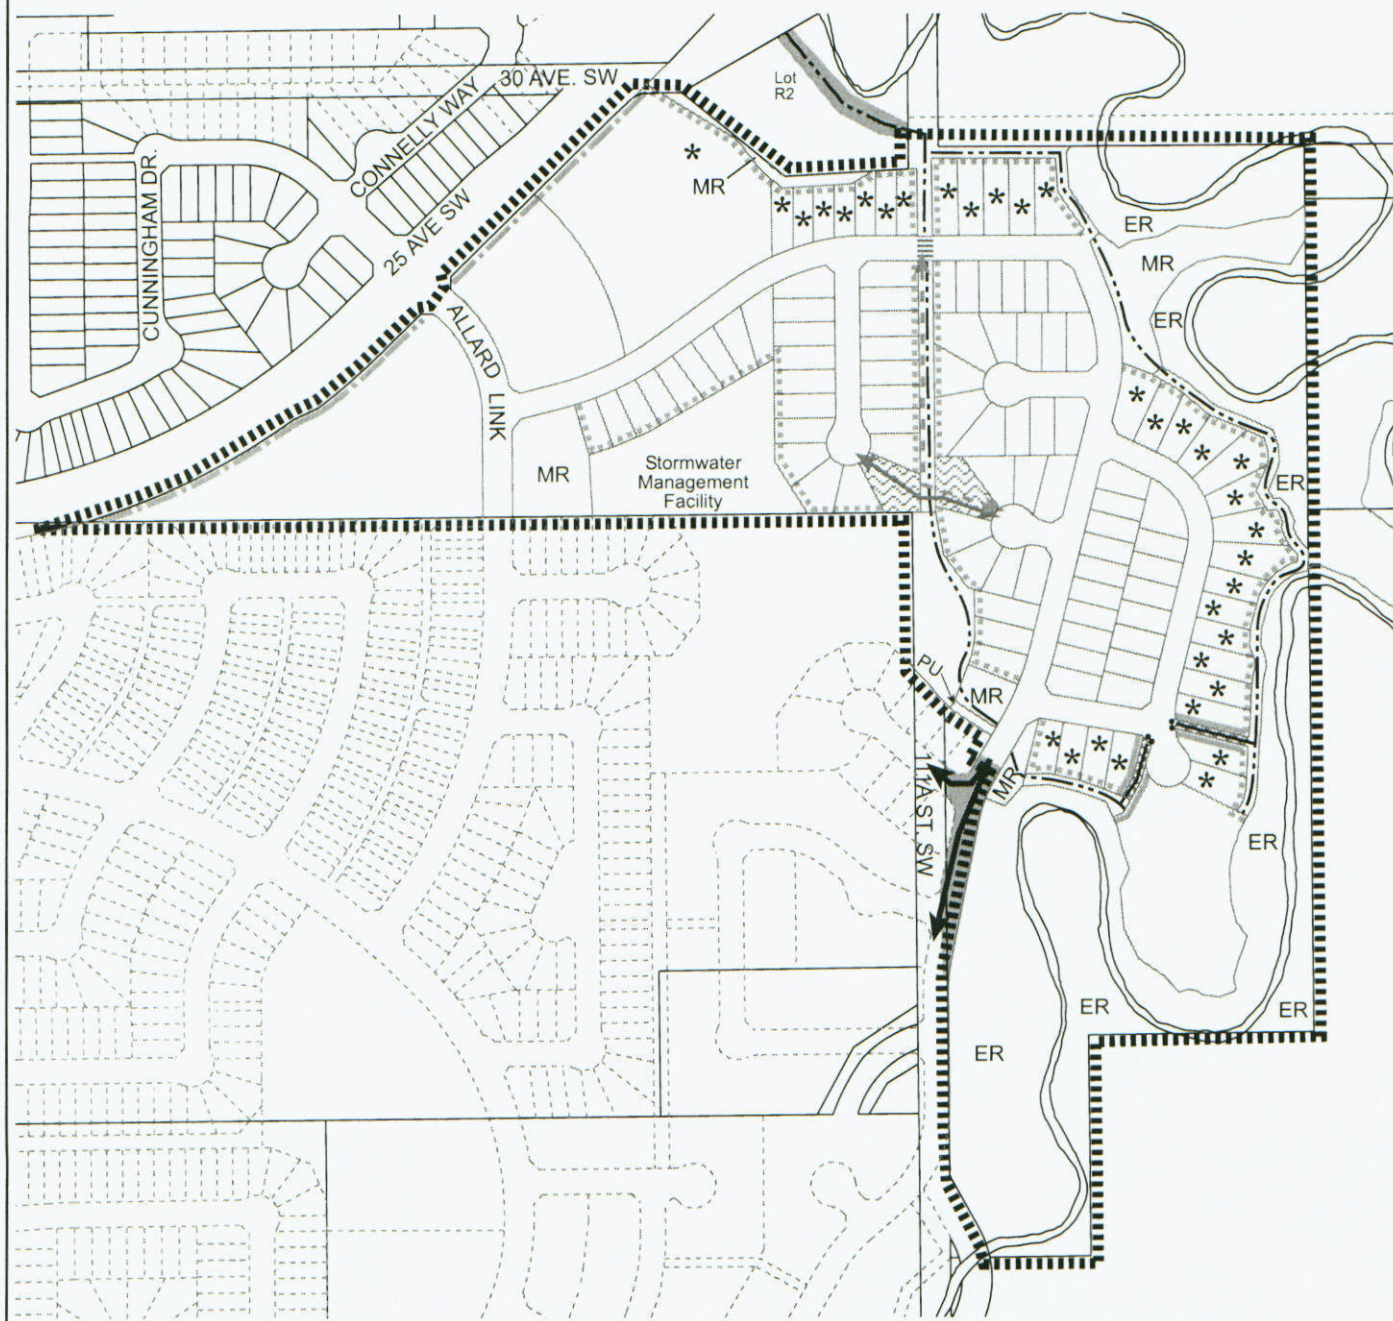 30 AVE. SW
Lot
R2
CONNELLY WAY
CUNNINGHAM DR.
25 AVE SW
MR
ER
MR
ER
ALLARD LINK
MR
Stormwater
Management
Facility
ER
PU
MR
MR
111A ST. SW
ER
ER
ER
ER